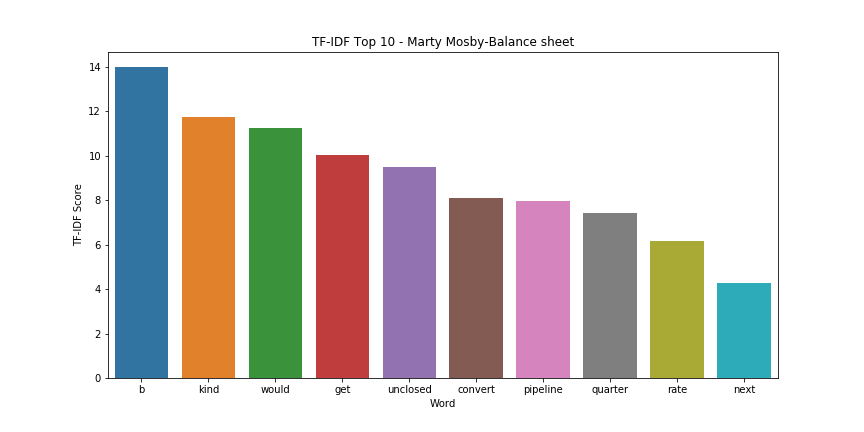 TF-IDF Top 10 - Marty Mosby-Balance sheet
TF-IDF Score
14
12
10
8
6
4
2
0
b kind would get unclosed convert pipeline quarter rate next
Word